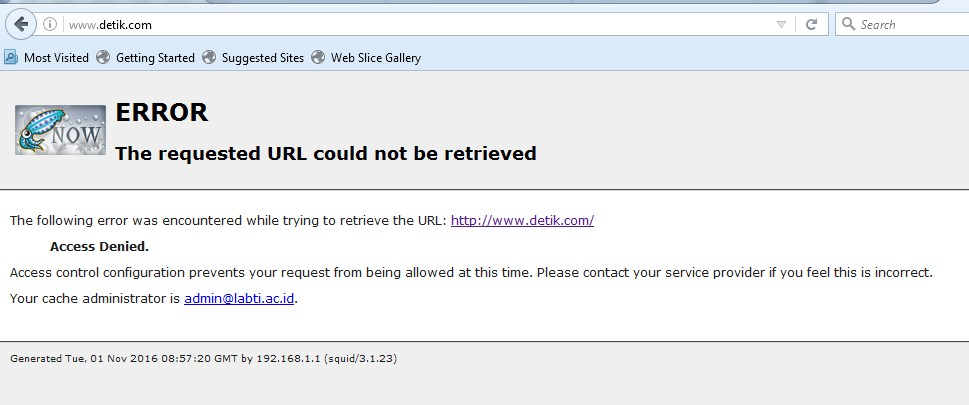 www.detik.com
Search
Most Visited Getting Started Suggested Sites Web Slice Gallery
NOW
ERROR
The requested URL could not be retrieved
The following error was encountered while trying to retrieve the URL: http://www.detik.com/
Access Denied.
Access control configuration prevents your request from being allowed at this time. Please contact your service provider if you feel this is incorrect.
Your cache administrator is admin@labti.ac.id.
Generated Tue, 01 Nov 2016 08:57:20 GMT by 192.168.1.1 (squid/3.1.23)